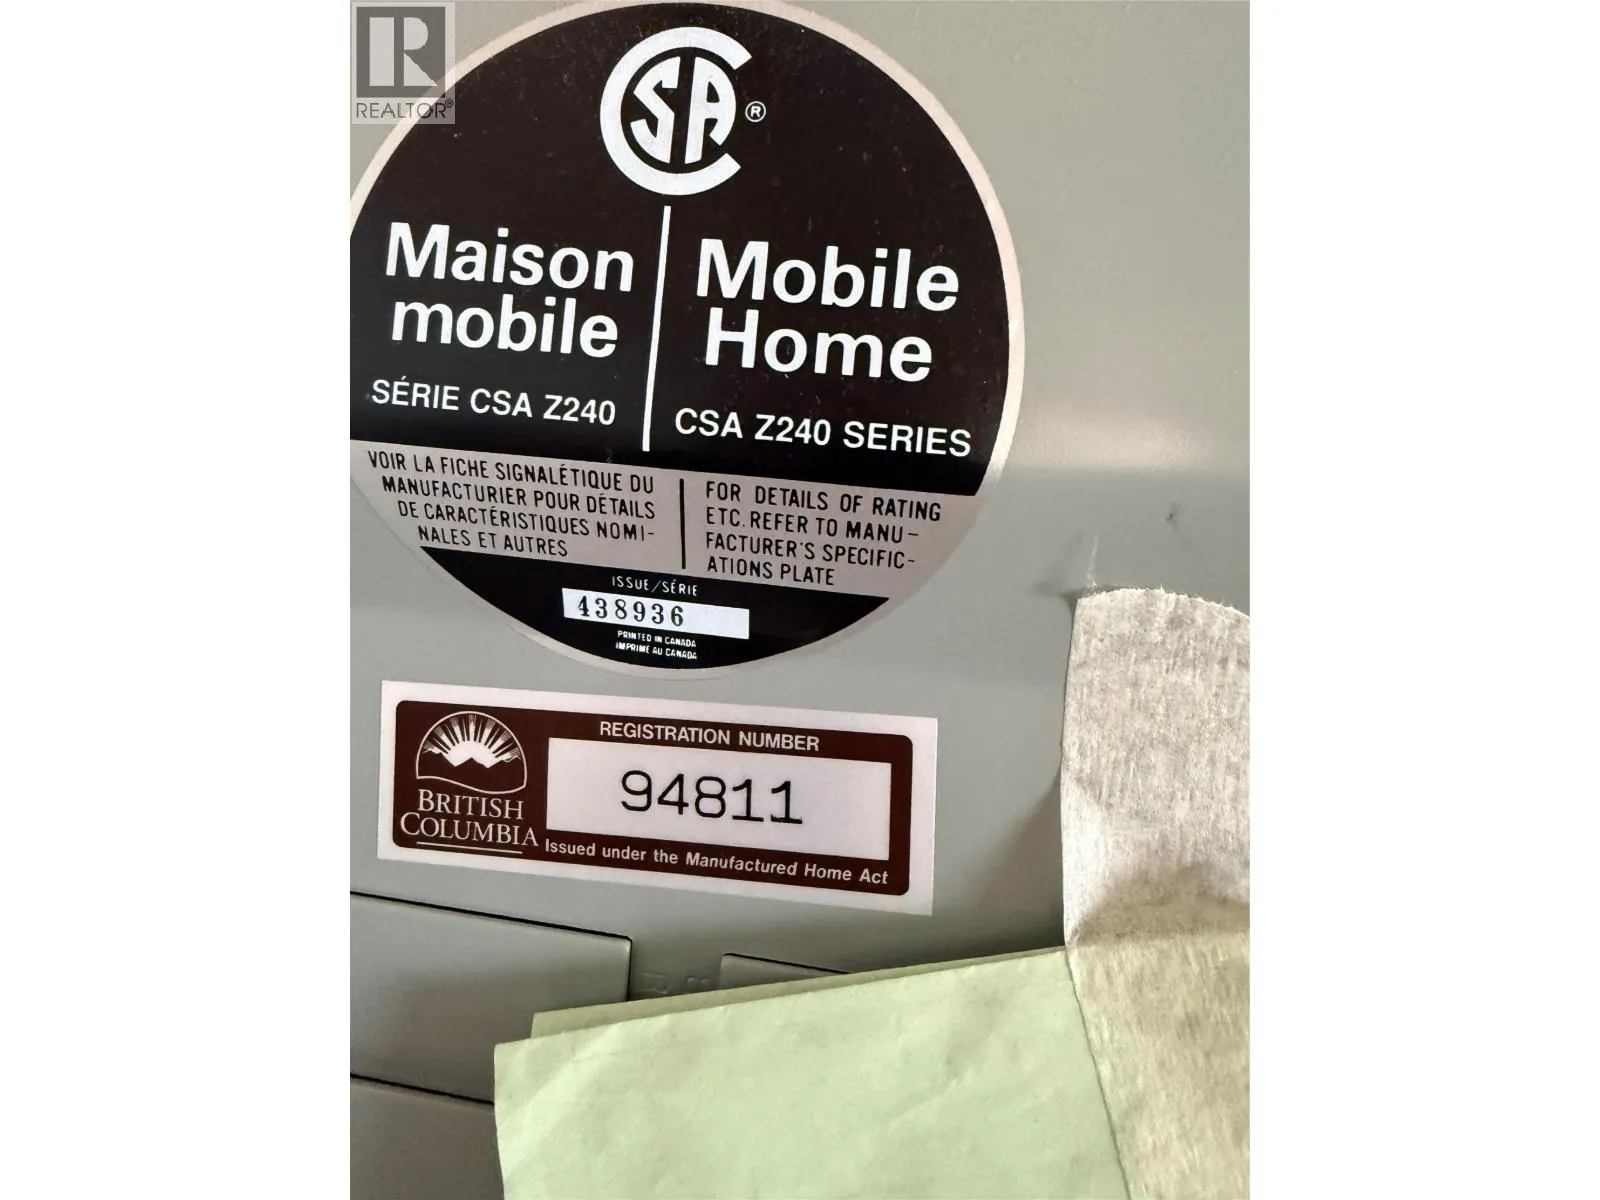 REALTOR®
CSA ®
Maison
mobile
SÉRIE CSA Z240
Mobile
Home
CSA Z240 SERIES
VOIR LA FICHE SIGNALÉTIQUE DU
MANUFACTURIER POUR DÉTAILS
DE CARACTÉRISTIQUES NOMI-
NALES ET AUTRES
FOR DETAILS OF RATING
ETC. REFER TO MANU-
FACTURER'S SPECIFIC-
ATIONS PLATE
ISSUE/SÉRIE
438936
PRINTED IN CANADA
IMPRIME AU CANADA
BRITISH
COLUMBIA
REGISTRATION NUMBER
94811
Issued under the Manufactured Home Act